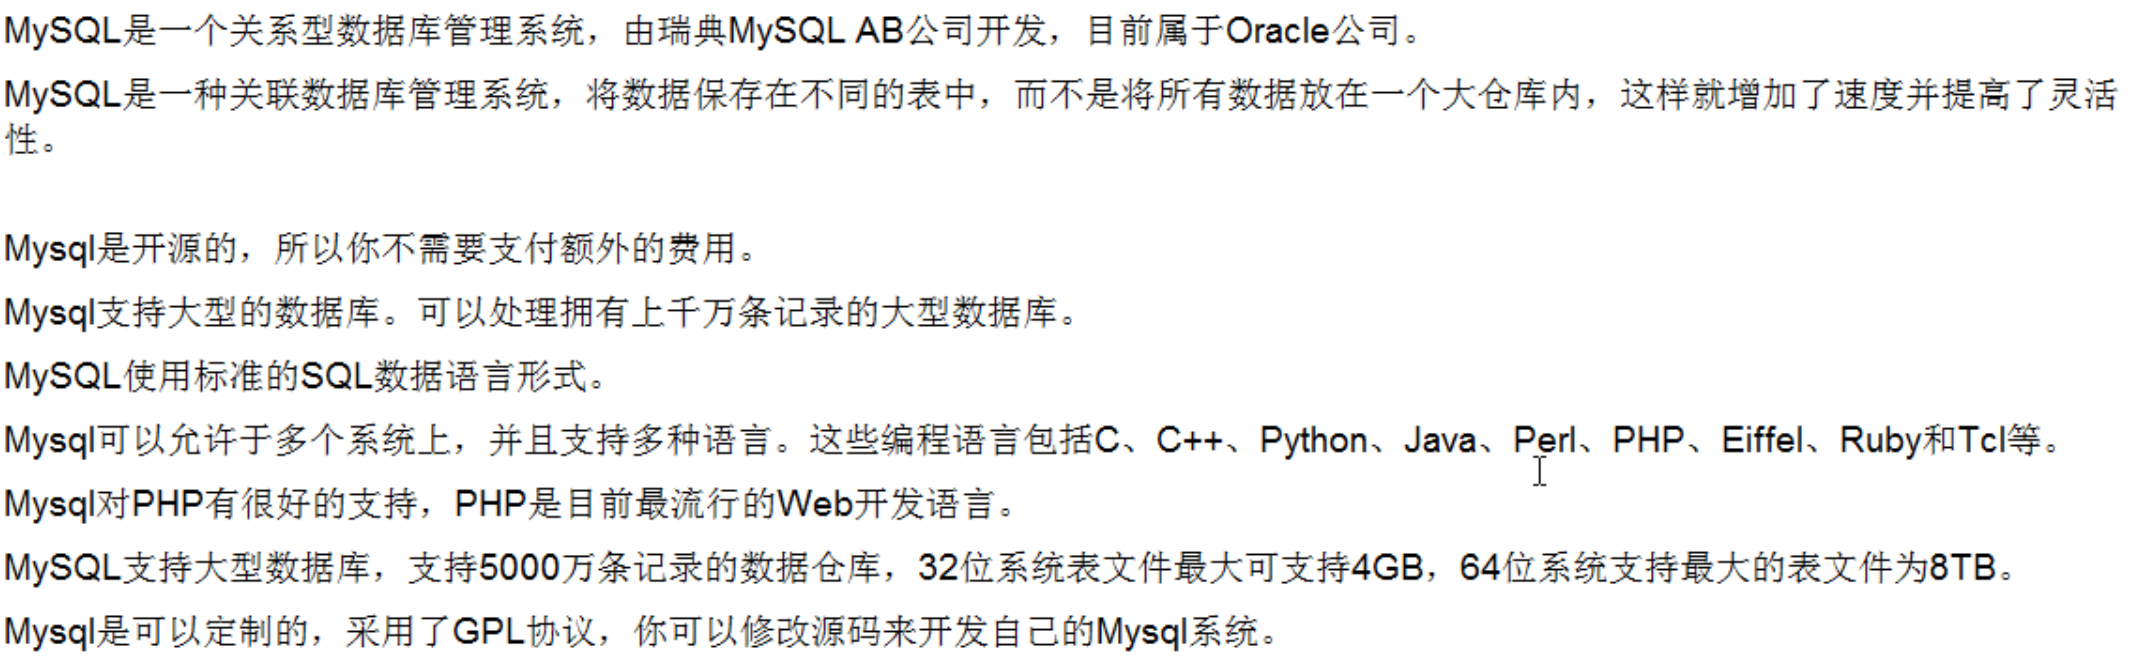 MySQL是一个关系型数据库管理系统，由瑞典MySQL AB公司开发，目前属于Oracle公司。
MySQL是一种关联数据库管理系统，将数据保存在不同的表中，而不是将所有数据放在一个大仓库内，这样就增加了速度并提高了灵活
性。
Mysql是开源的，所以你不需要支付额外的费用。
Mysql支持大型的数据库。可以处理拥有上千万条记录的大型数据库。
MySQL使用标准的SQL数据语言形式。
Mysql可以允许于多个系统上，并且支持多种语言。这些编程语言包括C、C++、Python、Java、Perl、PHP、Eiffel、Ruby和Tcl等。
Mysql对PHP有很好的支持，PHP是目前最流行的Web开发语言。
MySQL支持大型数据库，支持5000万条记录的数据仓库，32位系统表文件最大可支持4GB，64位系统支持最大的表文件为8TB。
Mysql是可以定制的，采用了GPL协议，你可以修改源码来开发自己的Mysql系统。